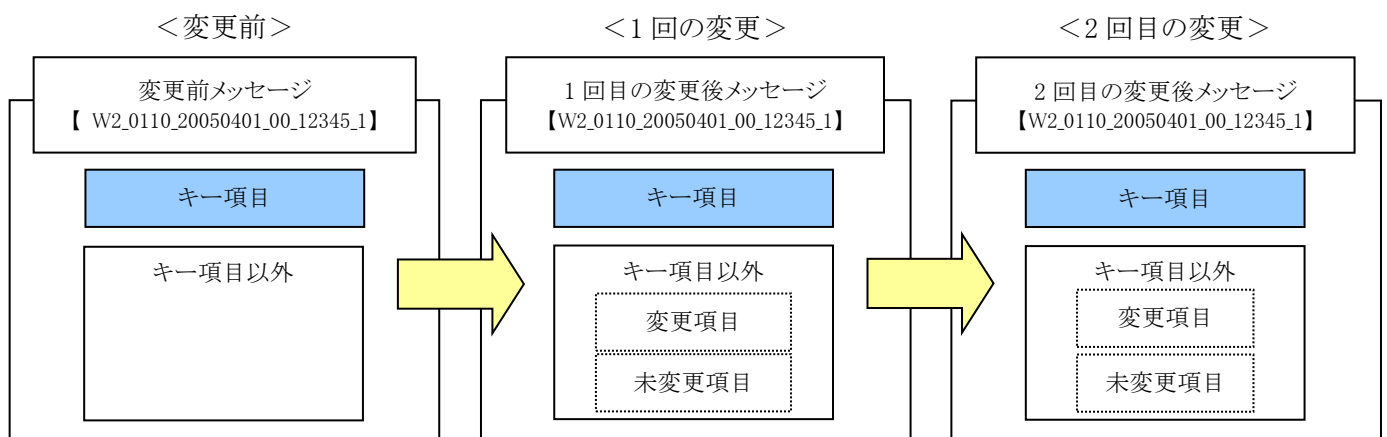 ＜変更前＞
変更前メッセージ
【 W2_0110_20050401_00_12345_1】
キー項目
キー項目以外
＜1 回の変更＞
1 回目の変更後メッセージ
【W2_0110_20050401_00_12345_1】
キー項目
キー項目以外
変更項目
未変更項目
＜2 回目の変更＞
2 回目の変更後メッセージ
【W2_0110_20050401_00_12345_1】
キー項目
キー項目以外
変更項目
未変更項目